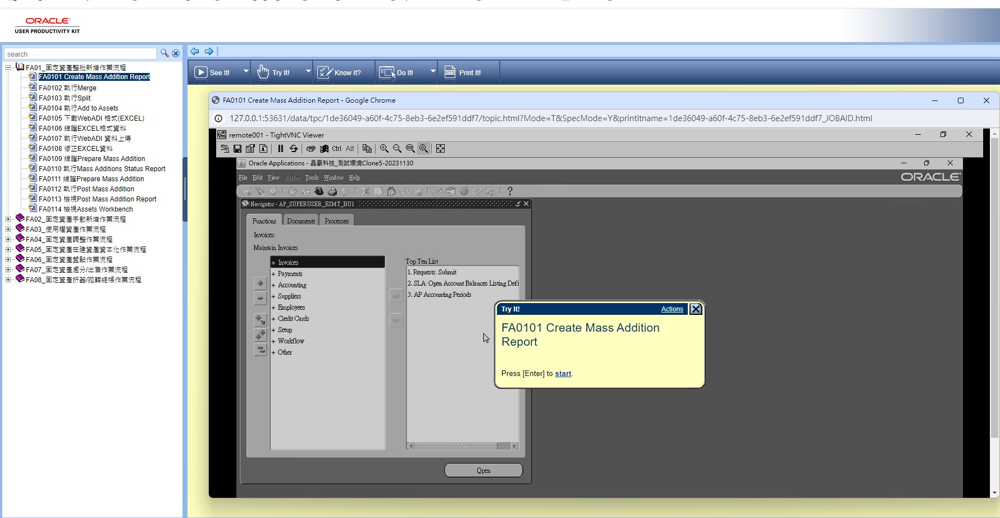 ORACLE
USER PRODUCTIVITY KIT
search
FA01_固定資產整批新增作業流程
FA0101 Create Mass Addition Report
FA0102 執行Merge
FA0103 執行Split
FA0104 執行Add to Assets
FA0105 下載WebADI 格式(EXCEL)
FA0106 維護EXCEL格式資料
FA0107 執行WebADI 資料上傳
FA0108 修正EXCEL資料
FA0109 維護Prepare Mass Addition
FA0110 執行Mass Additions Status Report
FA0111 維護Prepare Mass Addition
FA0112 執行Post Mass Addition
FA0113 檢視Post Mass Addition Report
FA0114 檢視Assets Workbench
FA02_固定資產手動新增作業流程
FA03_使用權資產作業流程
FA04_固定資產調整作業流程
FA05_固定資產在建資產資本化作業流程
FA06_固定資產盤點作業流程
FA07_固定資產處分/出售作業流程
FA08_固定資產折舊/拋轉總帳作業流程
See It!
Try It!
Know It?
Do It!
Print It!
FA0101 Create Mass Addition Report - Google Chrome
127.0.0.1:53631/data/tpc/1de36049-a60f-4c75-8eb3-6e2ef591ddf7/topic.html?Mode=T&SpecMode=Y&printitname=1de36049-a60f-4c75-8eb3-6e2ef591ddf7_JOBAID.html
remote001 - TightVNC Viewer
Ctrl Alt
Oracle Applications - 晶豪科技_測試環境Clone5-20231130
File Edit View Folder Tools Window Help
ORACLE
Navigator - AP_SUPERUSER_ESMT_BU1
Functions
Documents
Processes
Invoices:
Maintain Invoices
+ Invoices
+ Payments
+ Accounting
+ Suppliers
+ Employees
+ Credit Cards
+ Setup
+ Workflow
+ Other
Top Ten List
1. Requests: Submit
2. SLA: Open Account Balances Listing Defi
3. AP Accounting Periods
Open
Try It!
Actions
FA0101 Create Mass Addition
Report
Press [Enter] to start.